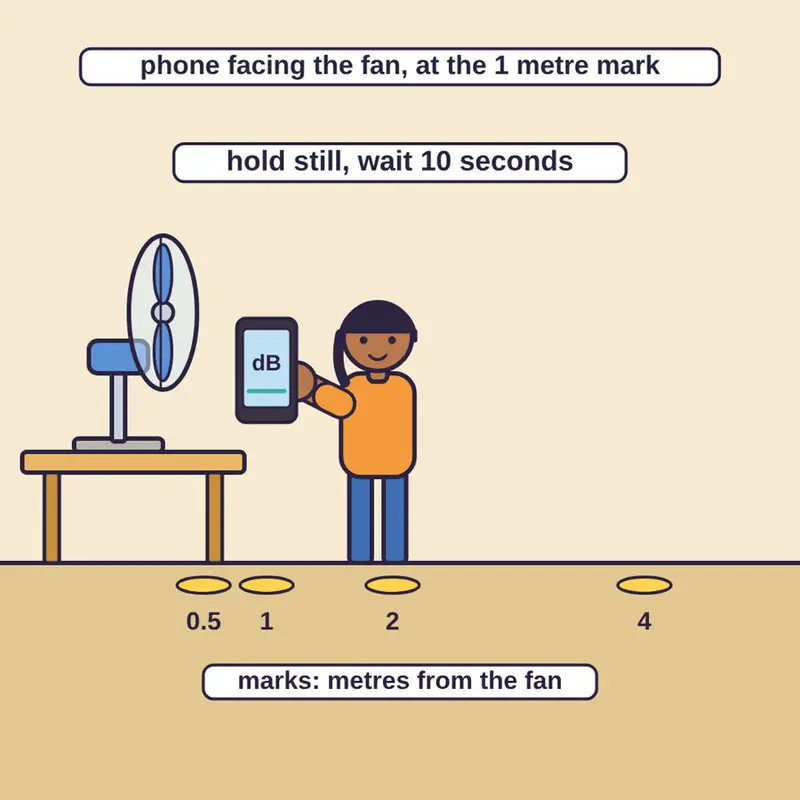 phone facing the fan, at the 1 metre mark
hold still, wait 10 seconds
dB
0.5 1 2 4
marks: metres from the fan